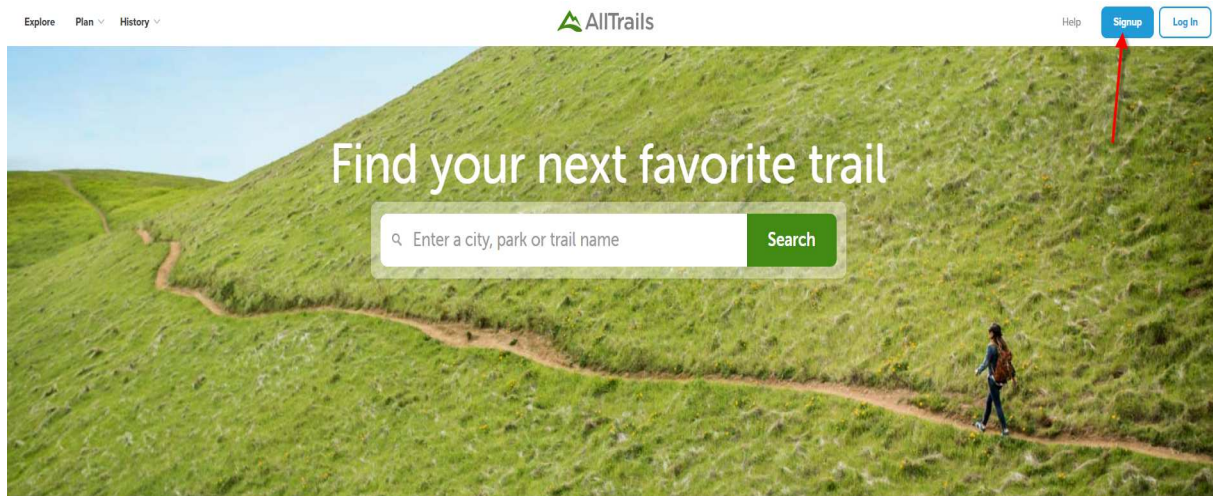 Explore Plan History AllTrails Help Signup Log In
Find your next favorite trail
Enter a city, park or trail name Search